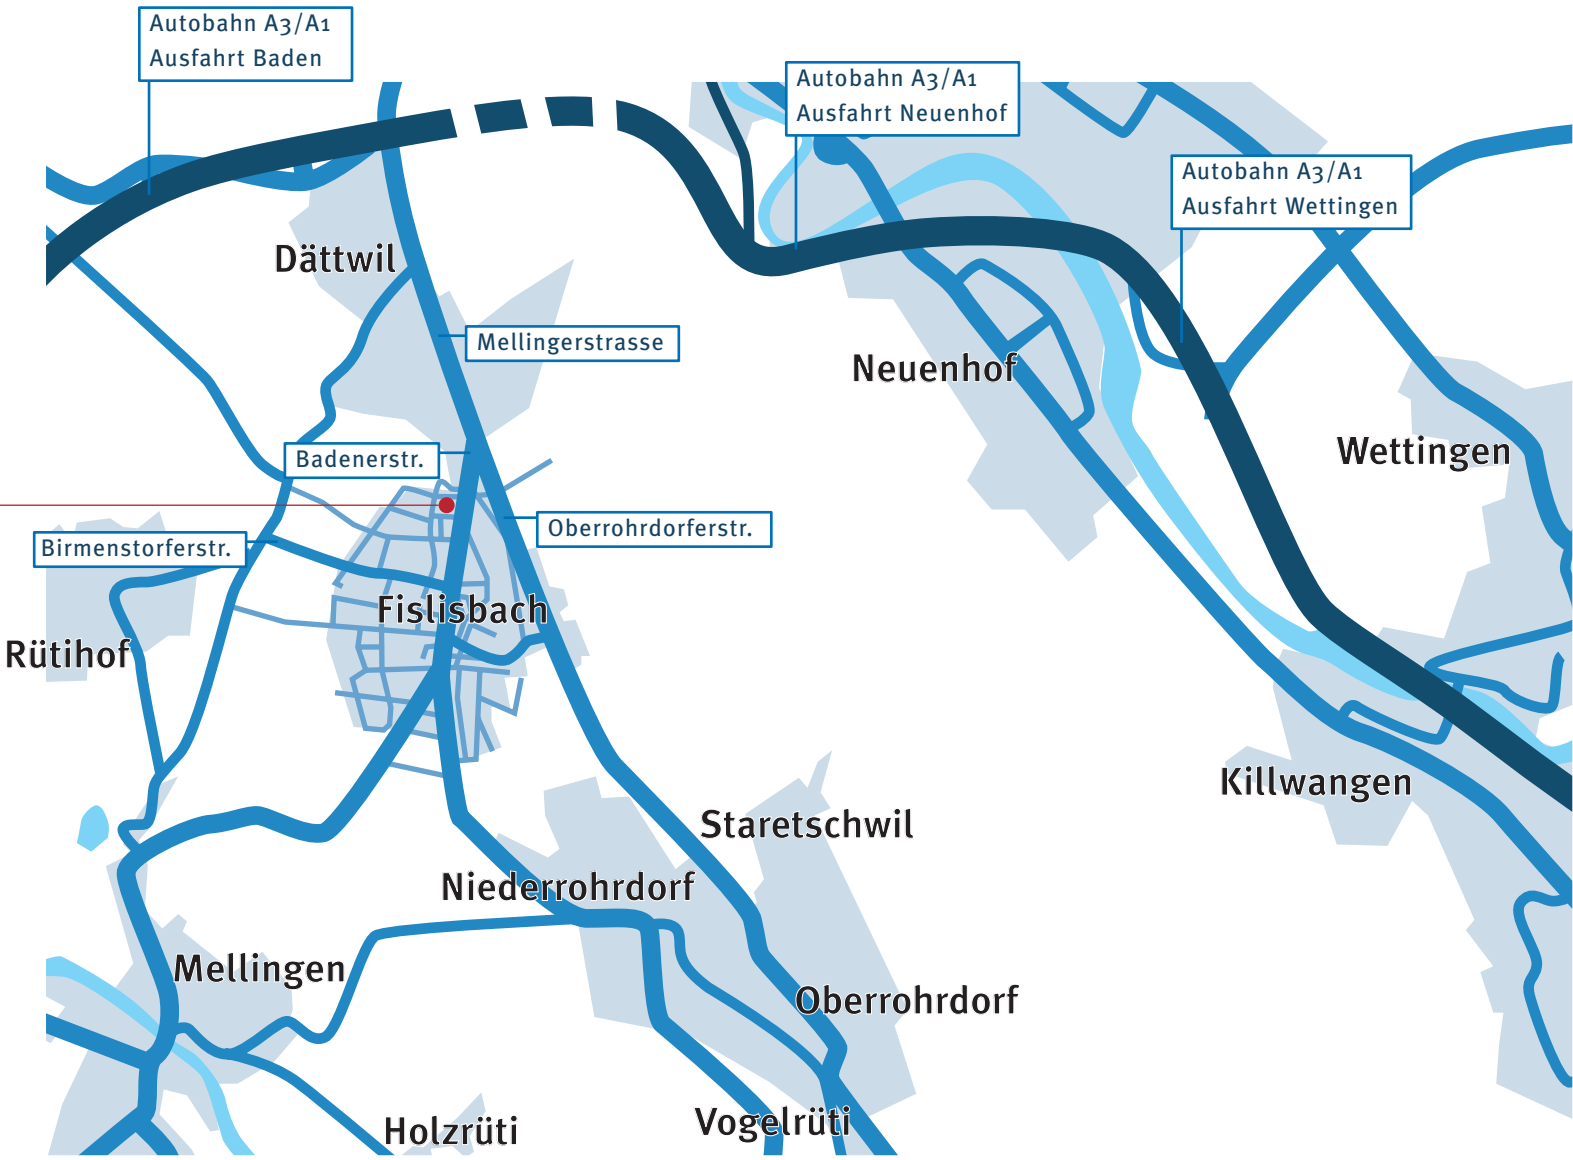 Autobahn A3/A1
Ausfahrt Baden
Autobahn A3/A1
Ausfahrt Neuenhof
Autobahn A3/A1
Ausfahrt Wettingen
Dättwil
Mellingerstrasse
Neuenhof
Wettingen
Badenerstr.
Oberrohrdorferstr.
Birmenstorferstr.
Fislisbach
Rütihof
Killwangen
Staretschwil
Niederrohrdorf
Mellingen
Oberrohrdorf
Vogelrüti
Holzrüti